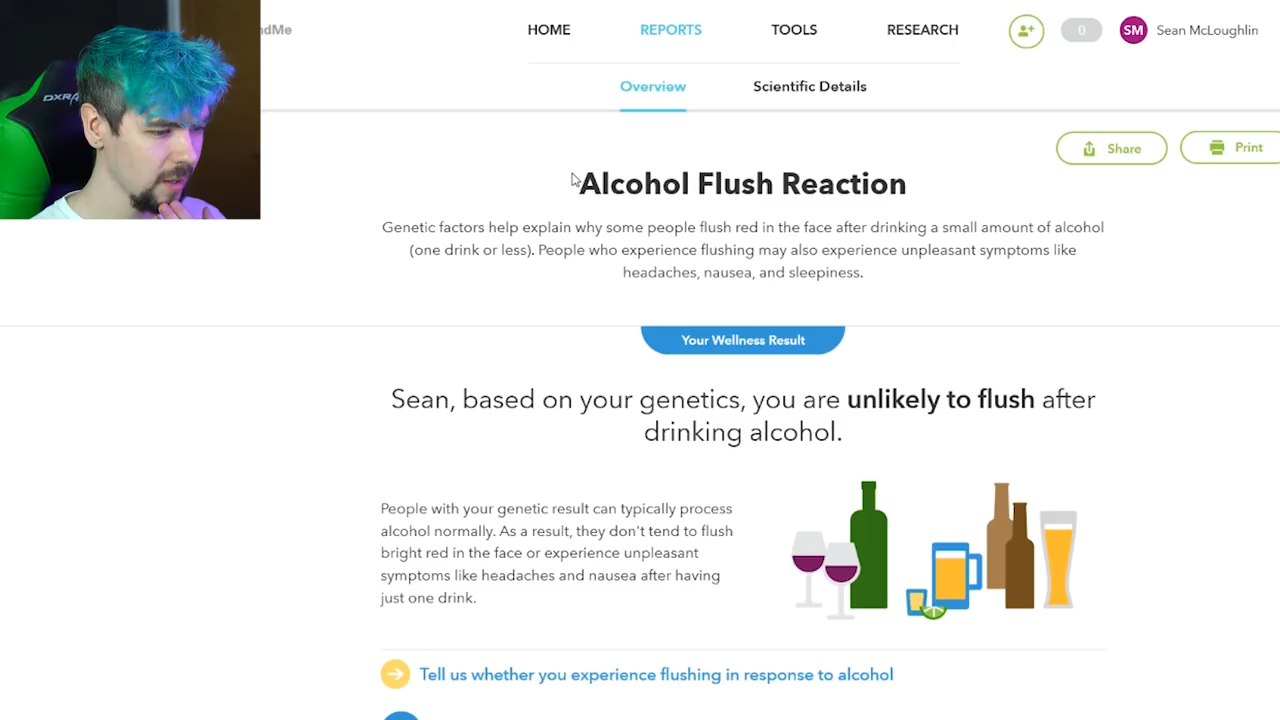 ndMe
HOME REPORTS TOOLS RESEARCH 0 SM Sean McLoughlin
DXRA
Overview Scientific Details
Share Print
Alcohol Flush Reaction
Genetic factors help explain why some people flush red in the face after drinking a small amount of alcohol
(one drink or less). People who experience flushing may also experience unpleasant symptoms like
headaches, nausea, and sleepiness.
Your Wellness Result
Sean, based on your genetics, you are unlikely to flush after
drinking alcohol.
People with your genetic result can typically process
alcohol normally. As a result, they don't tend to flush
bright red in the face or experience unpleasant
symptoms like headaches and nausea after having
just one drink.
Tell us whether you experience flushing in response to alcohol